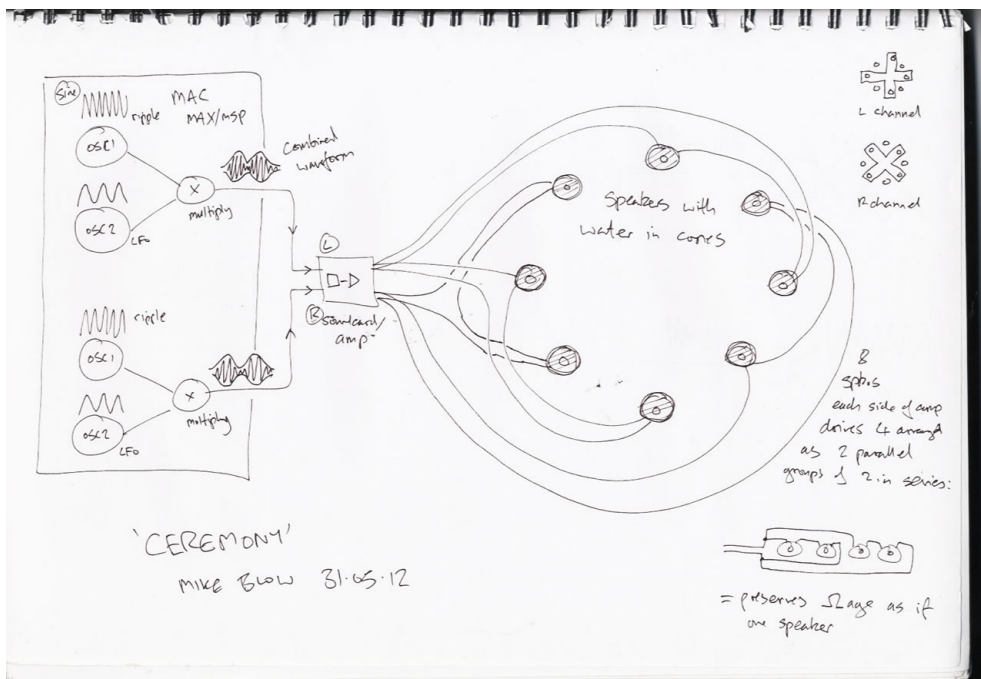 Sine
ripple
MAC
MAX/MSP
OSC1
X
multiply
OSC2
LFO
Combined
waveform
ripple
OSC1
X
multiply
OSC2
LFO
L
R
soundcard/
amp
Speakers with
water in cones
L channel
R channel
8
spkrs
each side of amp
drives 4 arranged
as 2 parallel
groups of 2 in series:
= preserves Ωage as if
one speaker
'CEREMONY'
MIKE BLOW 31.05.12